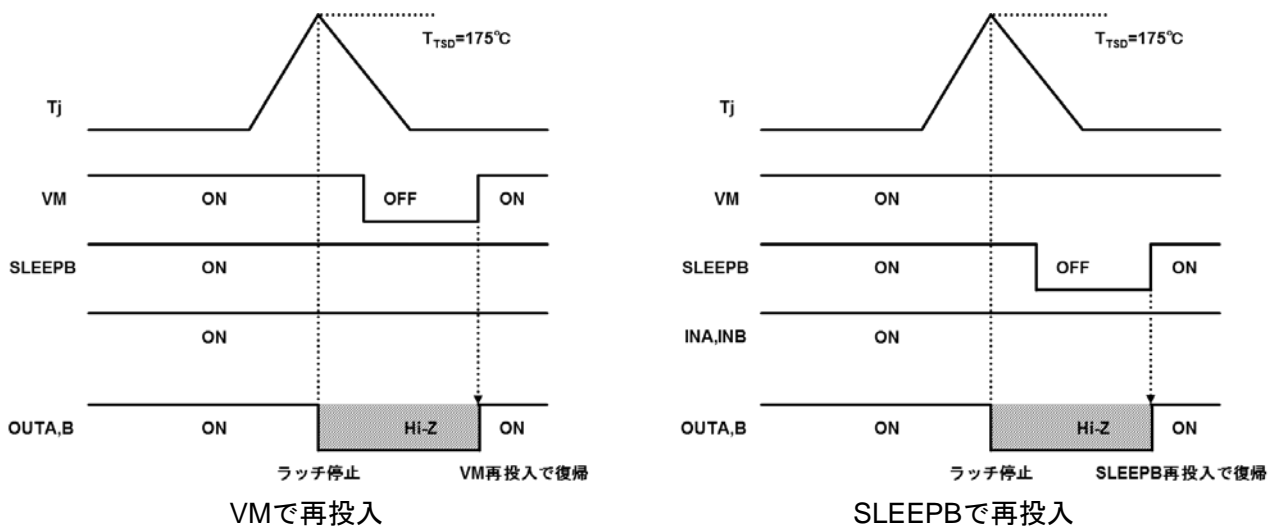 TTSD=175℃
Tj
VM
ON
OFF
ON
SLEEPB
ON
ON
OUTA,B
ON
Hi-Z
ON
ラッチ停止
VM再投入で復帰
VMで再投入
TTSD=175℃
Tj
VM
ON
SLEEPB
ON
OFF
ON
INA,INB
ON
OUTA,B
ON
Hi-Z
ON
ラッチ停止
SLEEPB再投入で復帰
SLEEPBで再投入